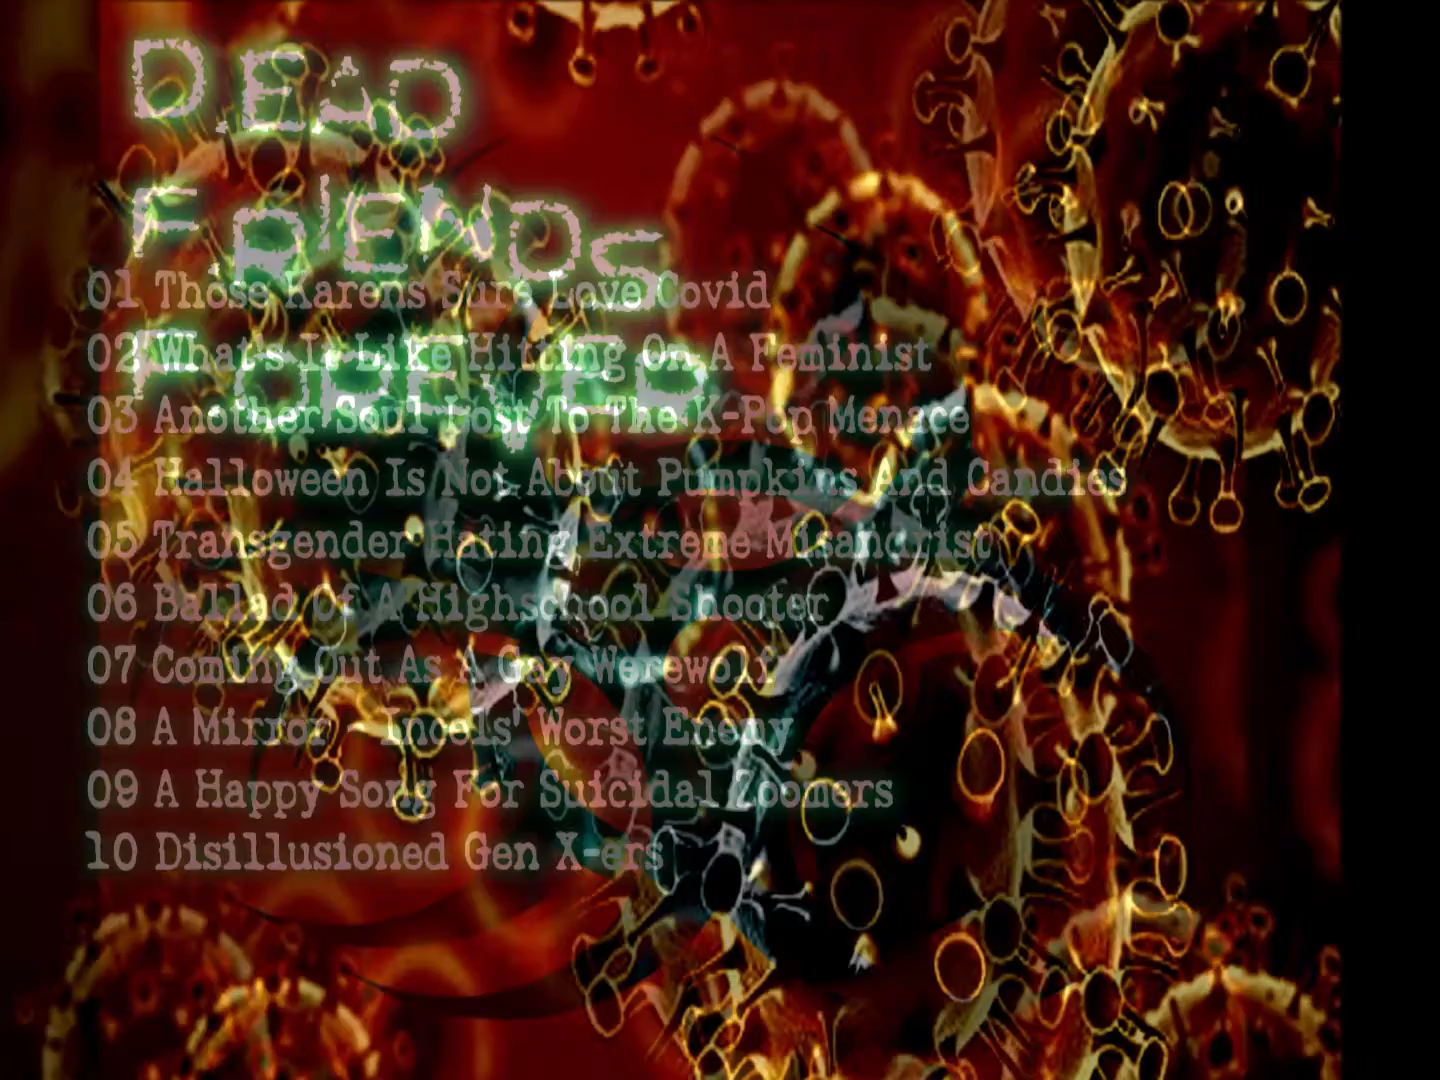 DEAD
FRIENDS
FOREVER
01 Those Karens Sure Love Covid
02 What's It Like Hitting On A Feminist
03 Another Soul Lost To The K-Pop Menace
04 Halloween Is Not About Pumpkins And Candies
05 Transgender Hating Extreme Misandrist
06 Ballad Of A Highschool Shooter
07 Coming Out As A Gay Werewolf
08 A Mirror - Incels' Worst Enemy
09 A Happy Song For Suicidal Zoomers
10 Disillusioned Gen X-ers